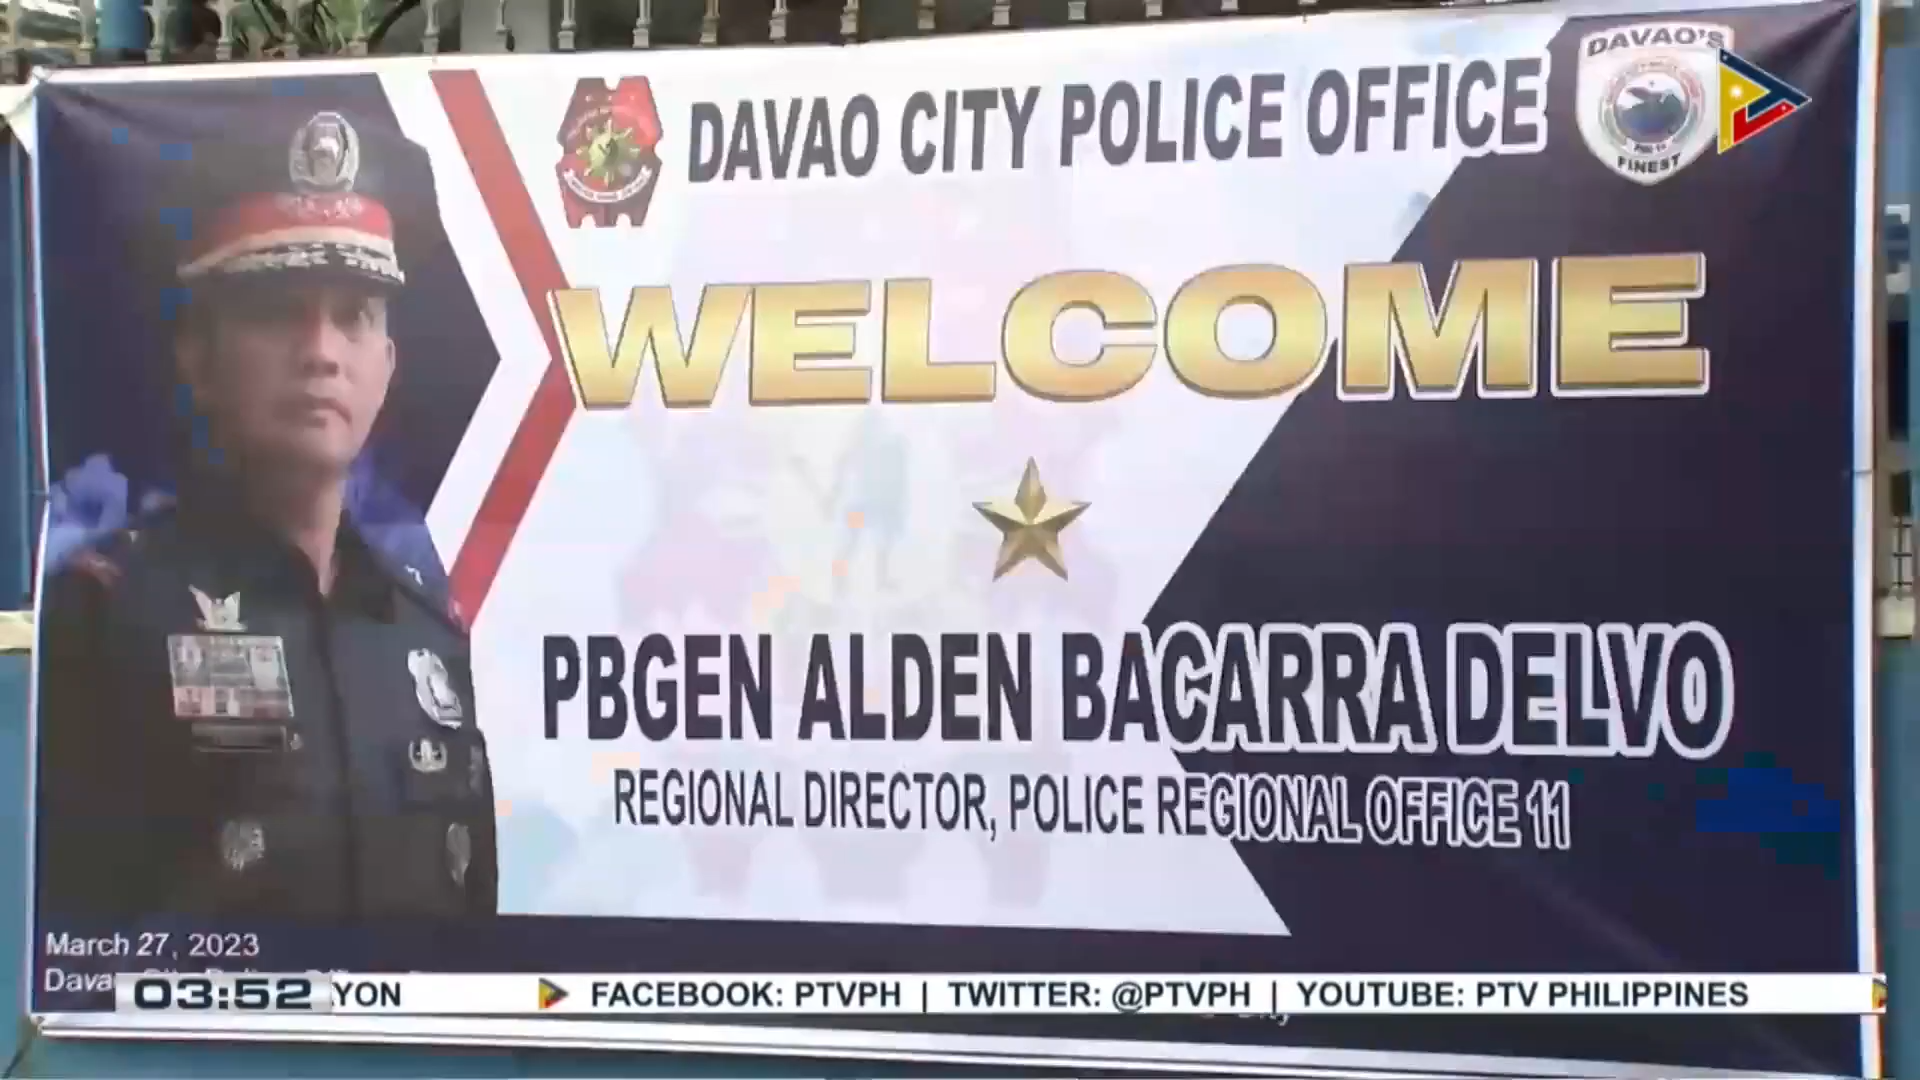 DAVAO CITY POLICE OFFICE
DAVAO'S
FINEST
WELCOME
PBGEN ALDEN BACARRA DELVO
REGIONAL DIRECTOR, POLICE REGIONAL OFFICE 11
March 27, 2023
03:52 YON FACEBOOK: PTVPH | TWITTER: @PTVPH | YOUTUBE: PTV PHILIPPINES